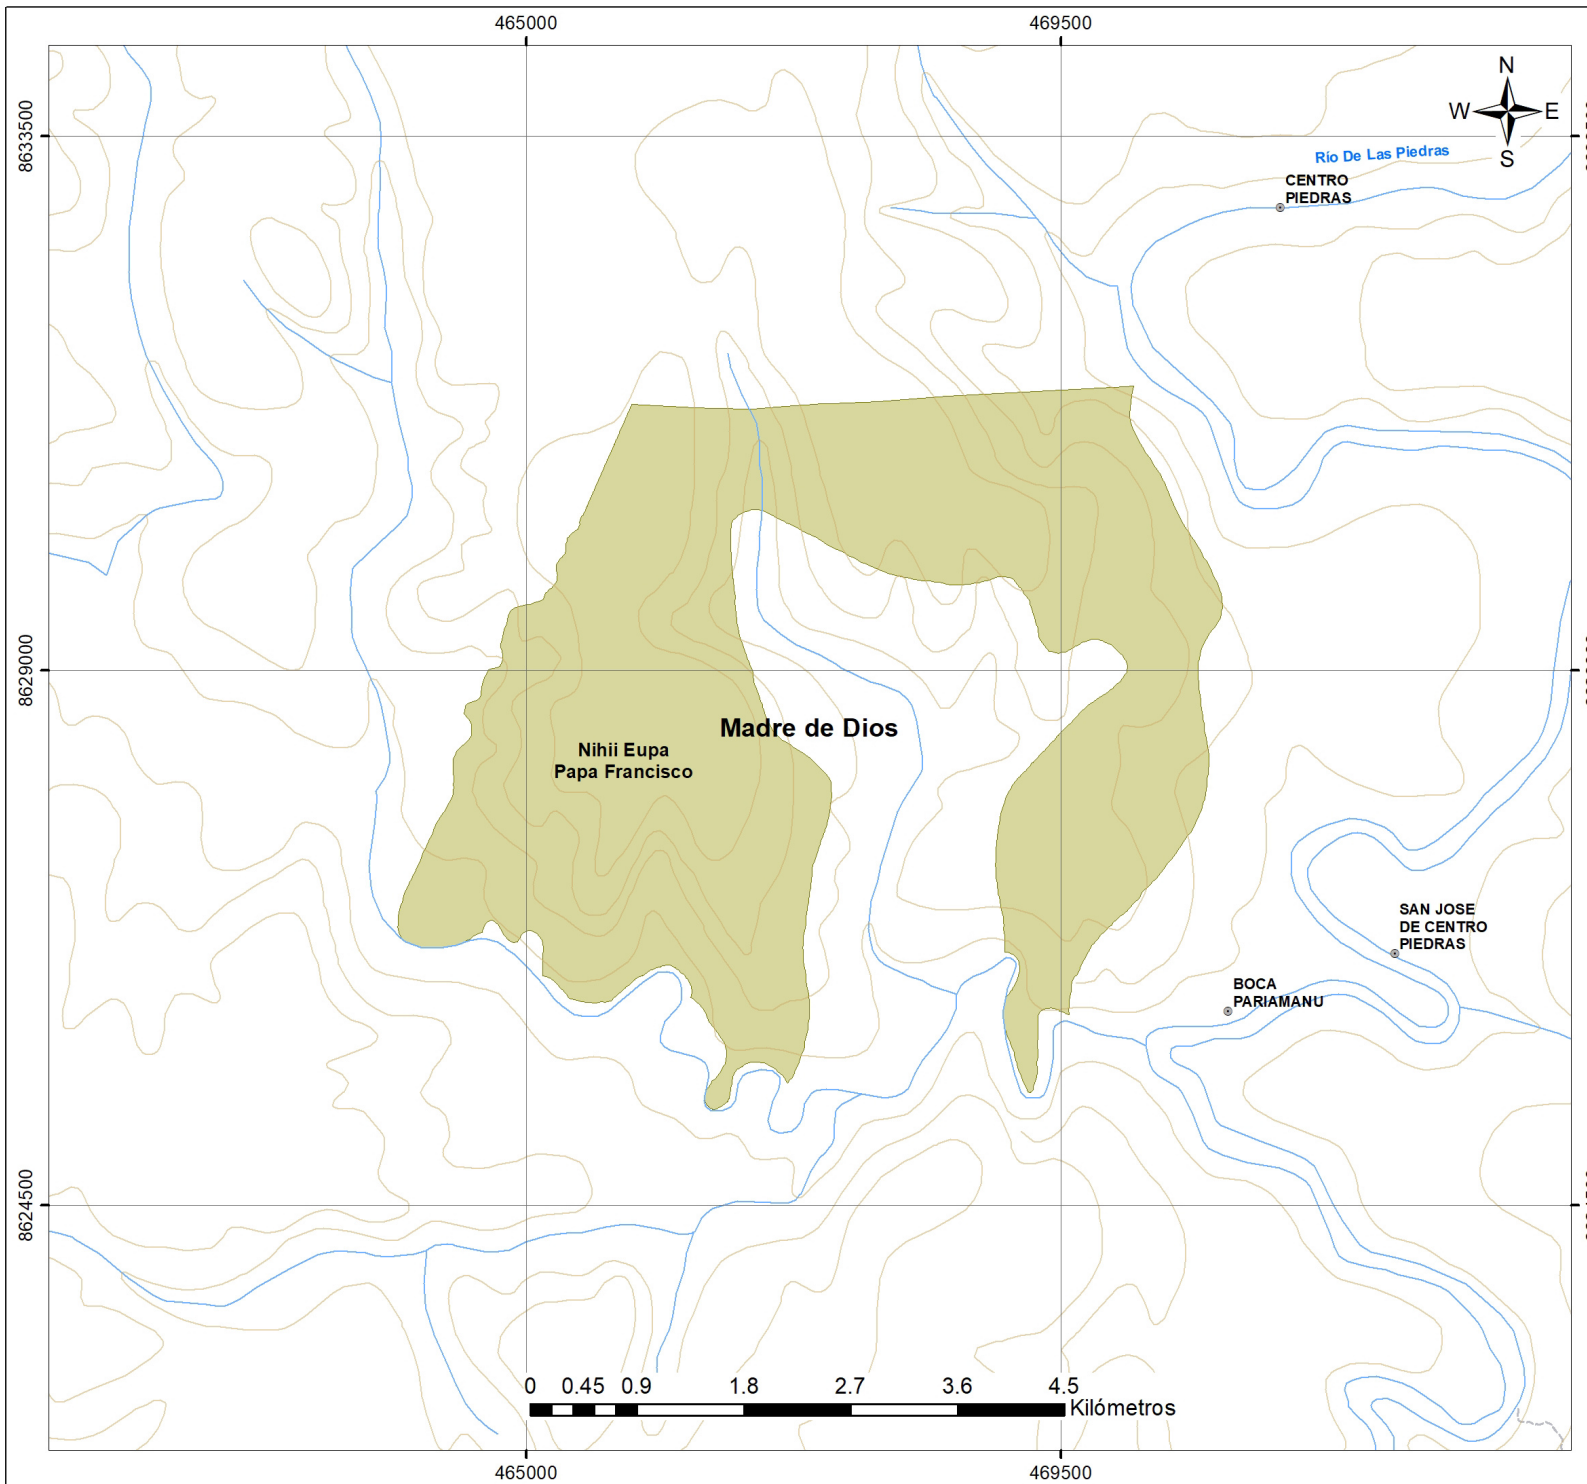 465000
469500
N
W
E
S
8633500
Río De Las Piedras
CENTRO
PIEDRAS
8629000
Madre de Dios
Nihii Eupa
Papa Francisco
SAN JOSE
DE CENTRO
PIEDRAS
BOCA
PARIAMANU
8624500
0 0.45 0.9 1.8 2.7 3.6 4.5
Kilómetros
465000
469500